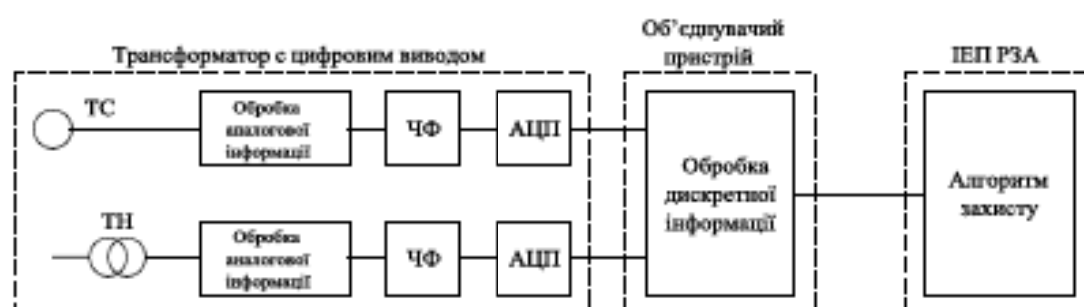 Трансформатор с цифровим виводом
Об’єднувачий
пристрій
ІЕП РЗА
ТС
Обробка
аналогової
інформації
ЧФ
АЦП
Обробка
дискретної
інформації
Алгоритм
захисту
ТН
Обробка
аналогової
інформації
ЧФ
АЦП